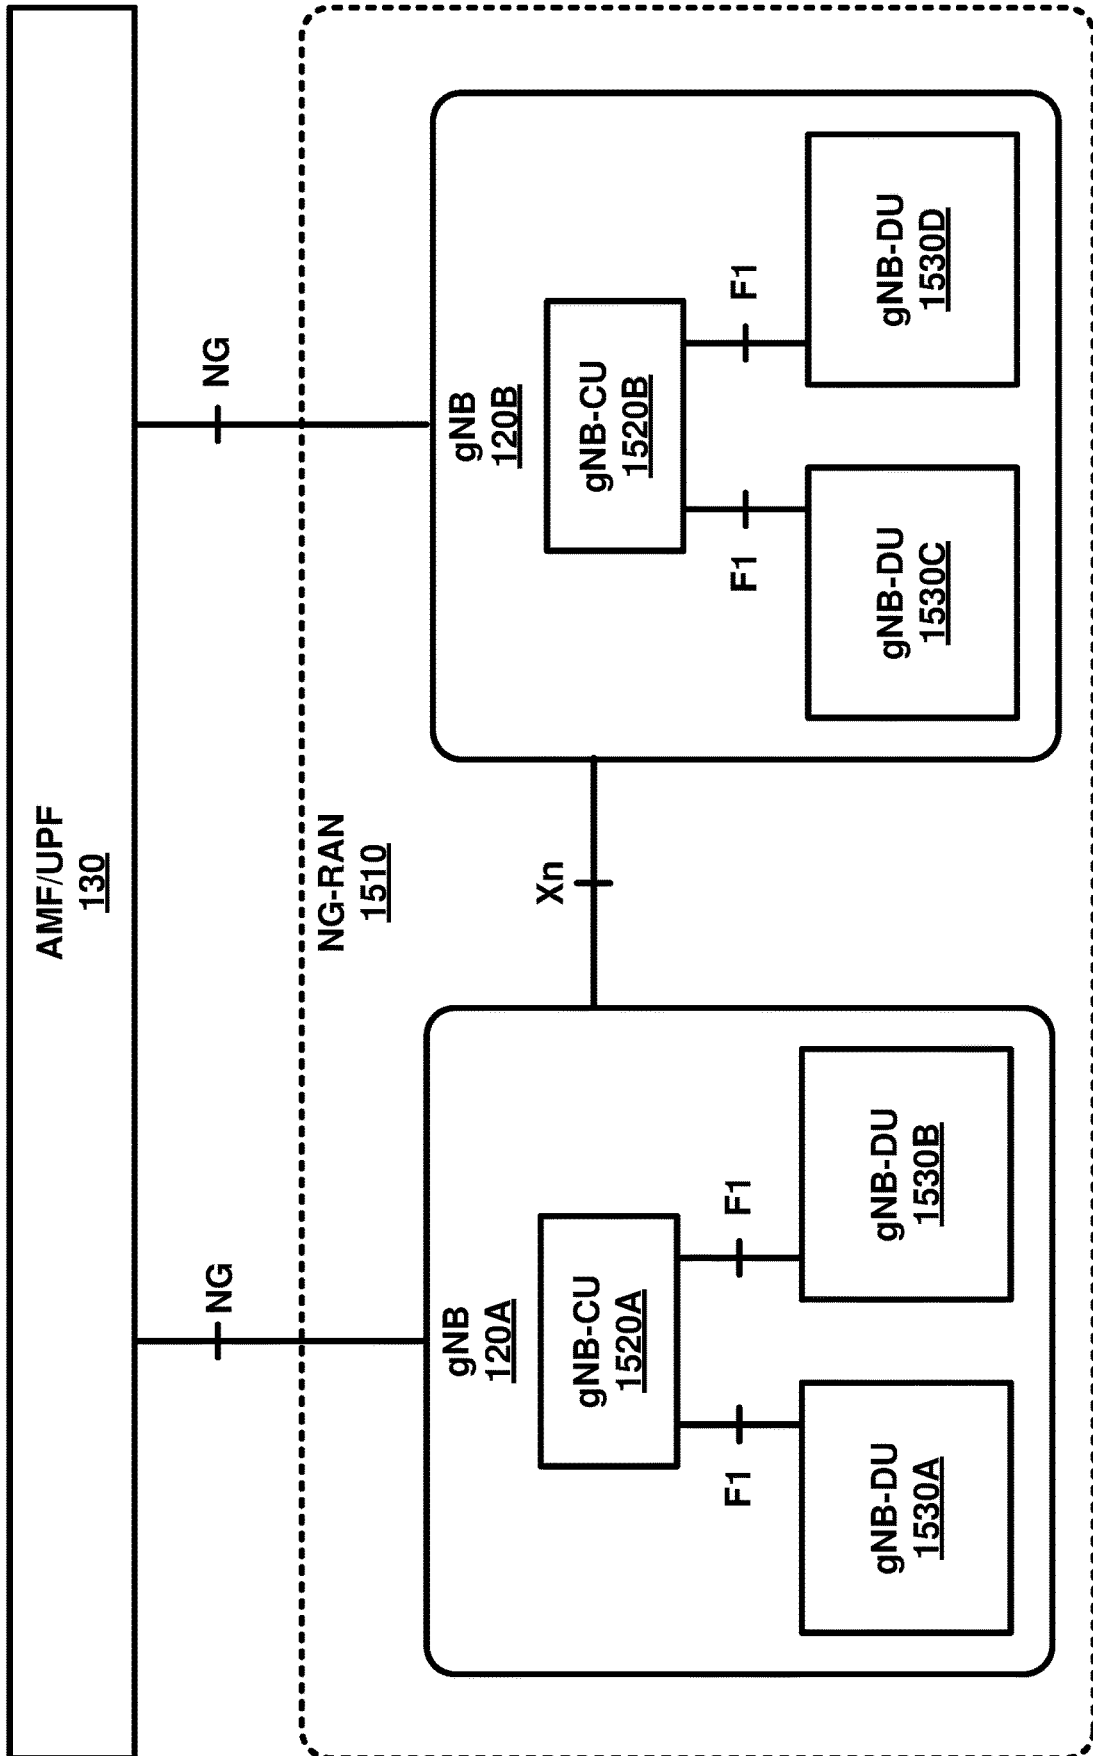 AMF/UPF
130
NG
NG
NG-RAN
1510
gNB
120A
gNB-CU
1520A
F1
F1
gNB-DU
1530A
gNB-DU
1530B
Xn
gNB
120B
gNB-CU
1520B
F1
F1
gNB-DU
1530C
gNB-DU
1530D